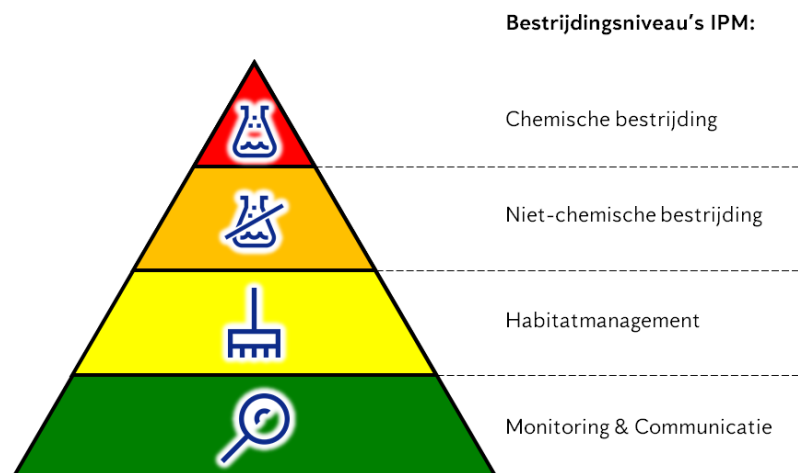 Bestrijdingsniveau's IPM:
Chemische bestrijding
Niet-chemische bestrijding
Habitatmanagement
Monitoring & Communicatie